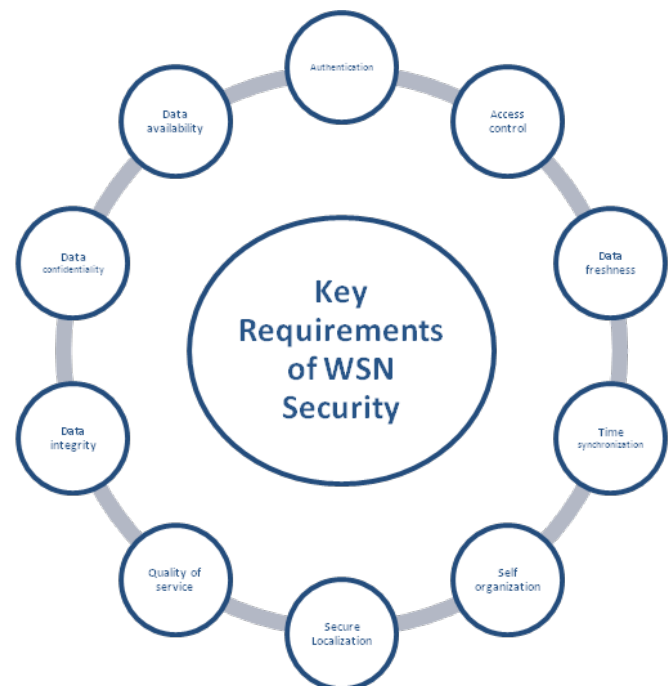 Authentication
Access
control
Data
freshness
Time
synchronization
Self
organization
Secure
Localization
Quality of
service
Data
integrity
Data
confidentiality
Data
availability
Key
Requirements
of WSN
Security